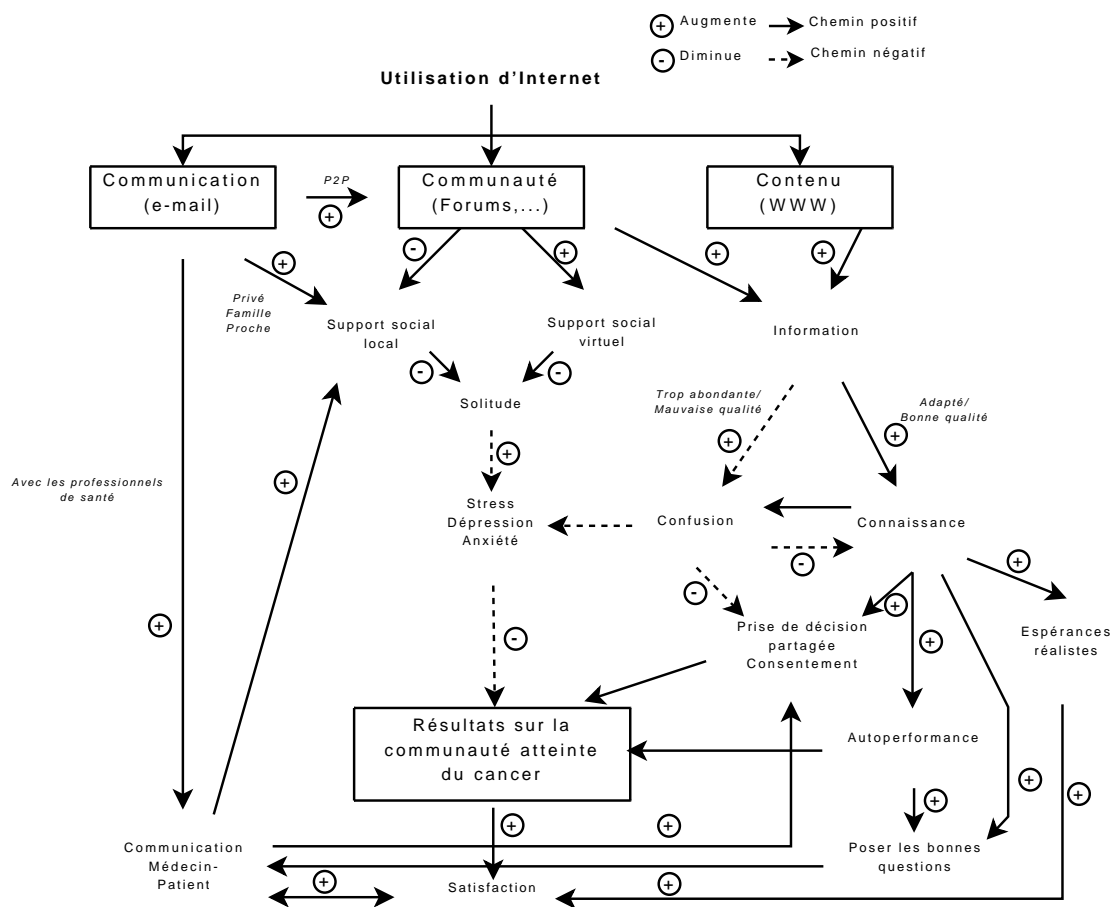 + Augmente Chemin positif
- Diminue Chemin négatif
Utilisation d'Internet
Communication
(e-mail)
P2P
+
Communauté
(Forums,...)
Contenu
(WWW)
+
-
+
+
+
Privé
Famille
Proche
Support social
local
Support social
virtuel
Information
-
-
Solitude
Trop abondante/
Mauvaise qualité
Adapté/
Bonne qualité
+
+
+
Avec les professionnels
de santé
+
Stress
Dépression
Anxiété
Confusion
Connaissance
-
+
-
+
+
-
+
Prise de décision
partagée
Consentement
Espérances
réalistes
Résultats sur la
communauté atteinte
du cancer
Autoperformance
+
+
+
+
+
Communication
Médecin-
Patient
Poser les bonnes
questions
+
+
Satisfaction